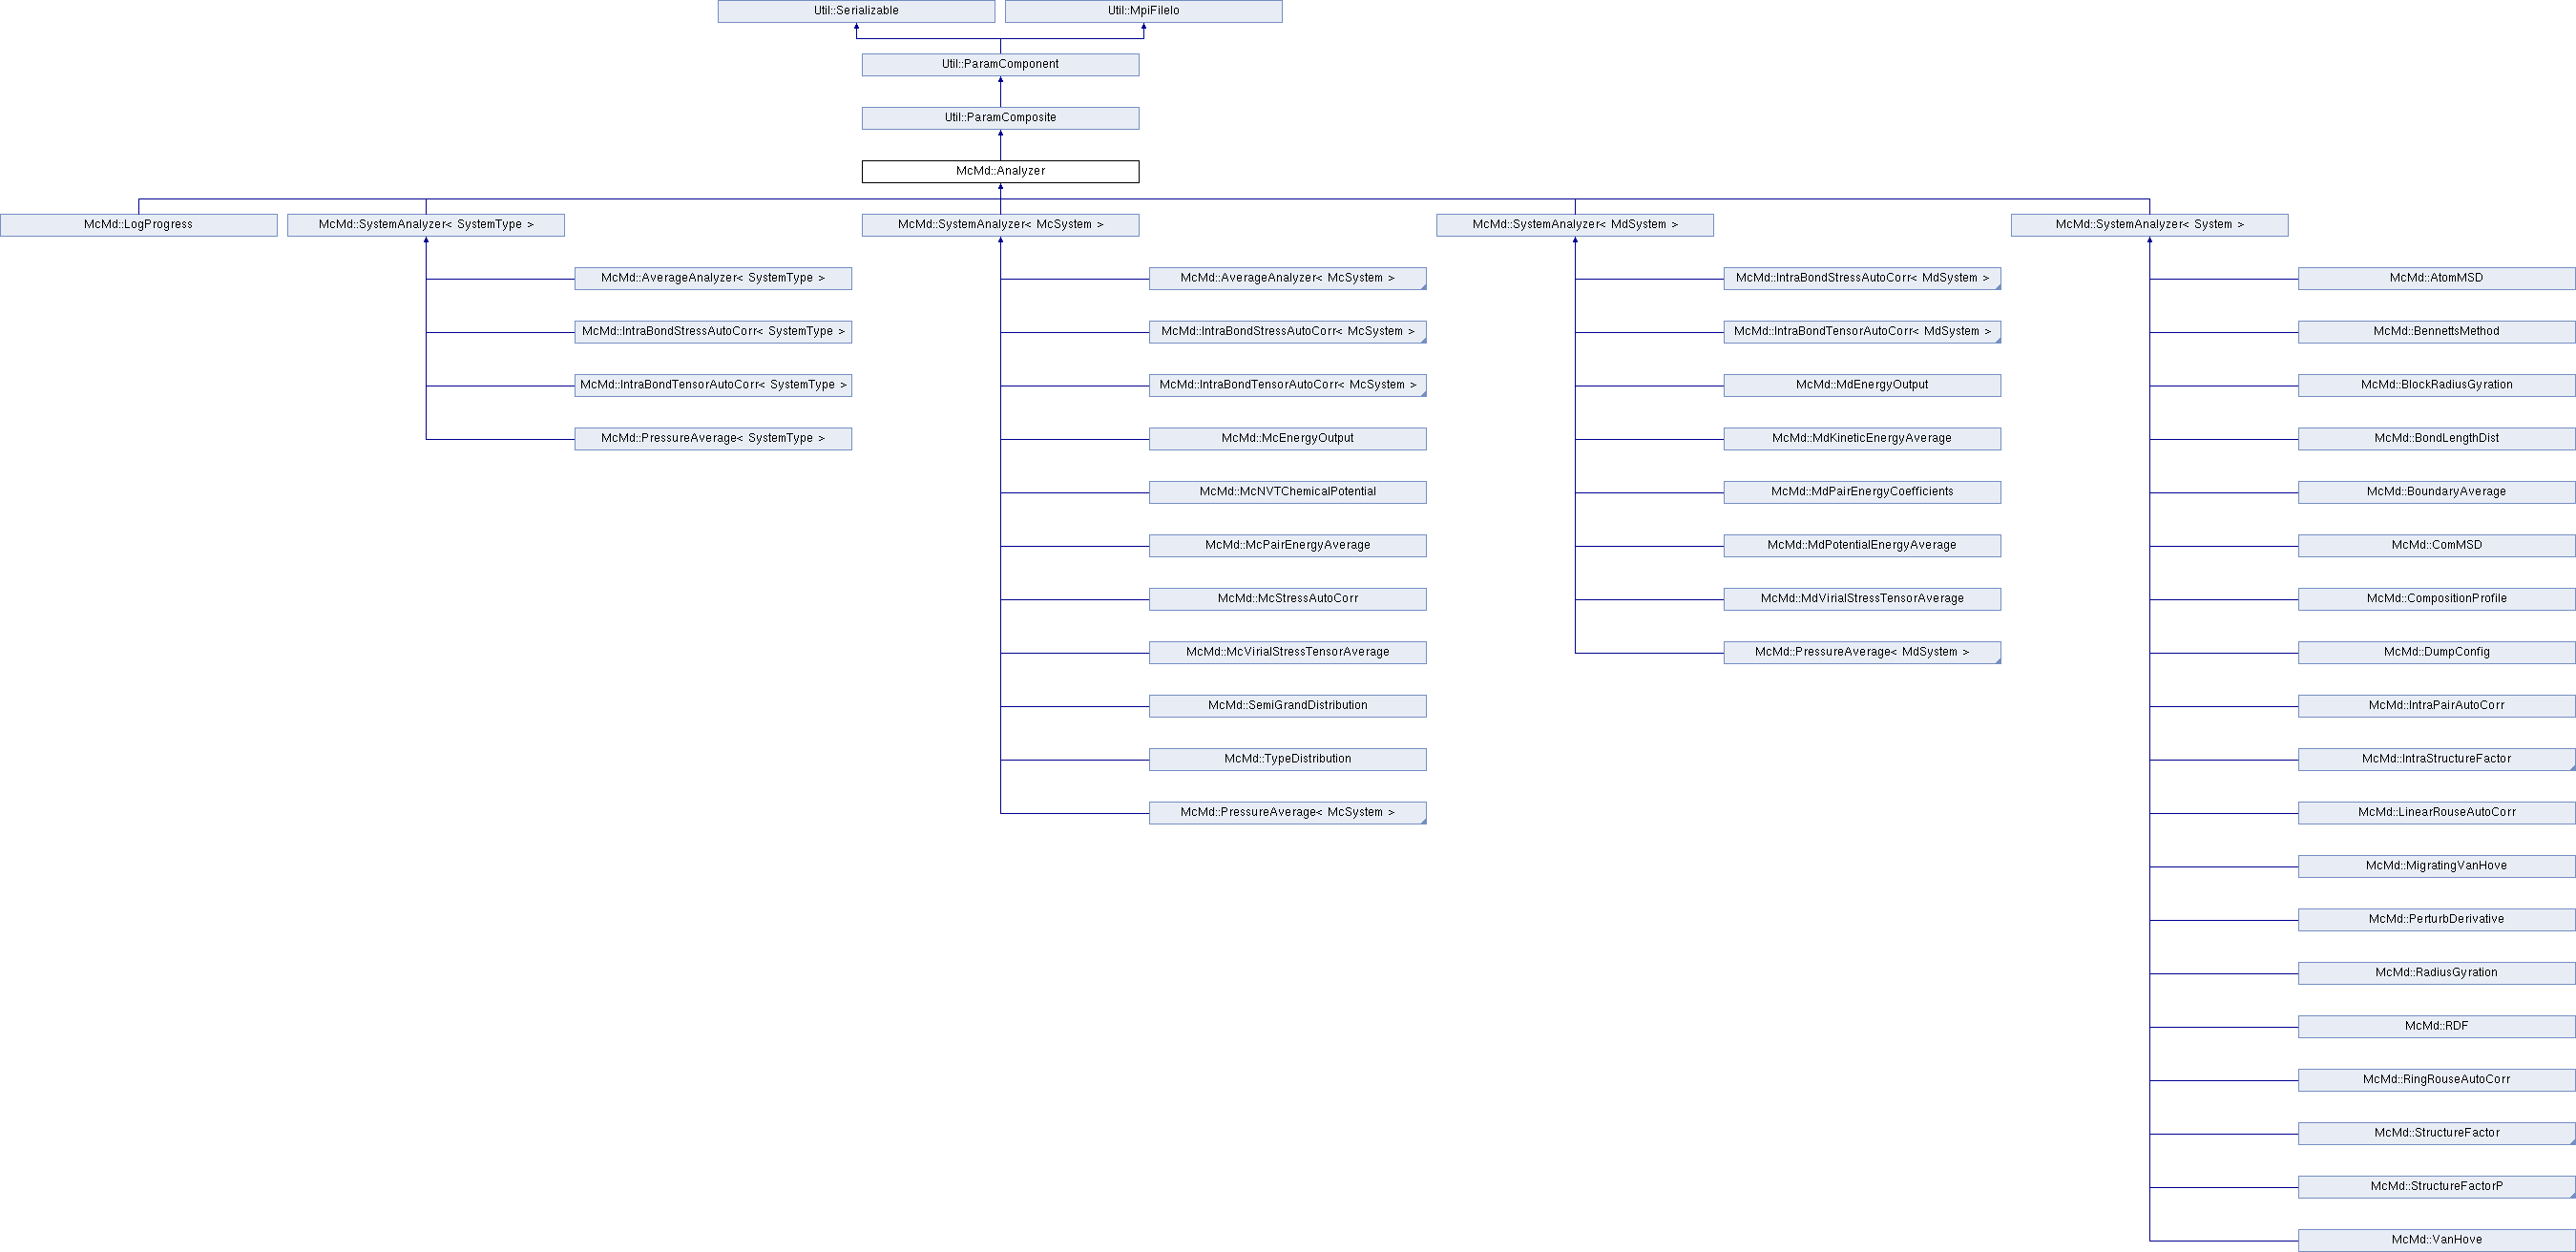 Util::Serializable
Util::MpiFileIo
Util::ParamComponent
Util::ParamComposite
McMd::Analyzer
McMd::LogProgress
McMd::SystemAnalyzer< SystemType >
McMd::SystemAnalyzer< McSystem >
McMd::SystemAnalyzer< MdSystem >
McMd::SystemAnalyzer< System >
McMd::AverageAnalyzer< SystemType >
McMd::AverageAnalyzer< McSystem >
McMd::IntraBondStressAutoCorr< MdSystem >
McMd::AtomMSD
McMd::IntraBondStressAutoCorr< SystemType >
McMd::IntraBondStressAutoCorr< McSystem >
McMd::IntraBondTensorAutoCorr< MdSystem >
McMd::BennettsMethod
McMd::IntraBondTensorAutoCorr< SystemType >
McMd::IntraBondTensorAutoCorr< McSystem >
McMd::MdEnergyOutput
McMd::BlockRadiusGyration
McMd::PressureAverage< SystemType >
McMd::McEnergyOutput
McMd::MdKineticEnergyAverage
McMd::BondLengthDist
McMd::McNVTChemicalPotential
McMd::MdPairEnergyCoefficients
McMd::BoundaryAverage
McMd::McPairEnergyAverage
McMd::MdPotentialEnergyAverage
McMd::ComMSD
McMd::McStressAutoCorr
McMd::MdVirialStressTensorAverage
McMd::CompositionProfile
McMd::McVirialStressTensorAverage
McMd::PressureAverage< MdSystem >
McMd::DumpConfig
McMd::SemiGrandDistribution
McMd::IntraPairAutoCorr
McMd::TypeDistribution
McMd::IntraStructureFactor
McMd::PressureAverage< McSystem >
McMd::LinearRouseAutoCorr
McMd::MigratingVanHove
McMd::PerturbDerivative
McMd::RadiusGyration
McMd::RDF
McMd::RingRouseAutoCorr
McMd::StructureFactor
McMd::StructureFactorP
McMd::VanHove